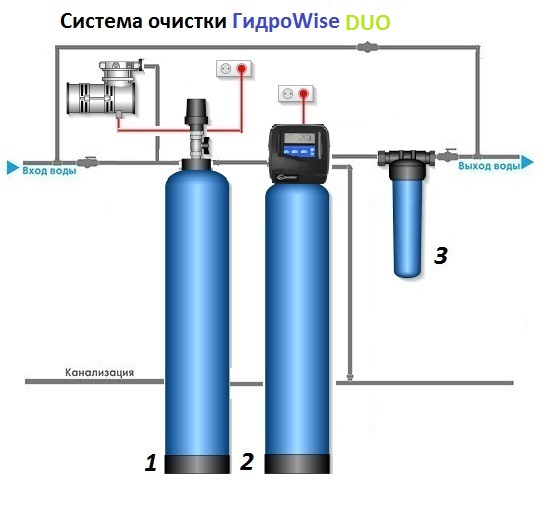 Система очистки ГидроWise DUO
Вход воды
Выход воды
3
Канализация
1
2